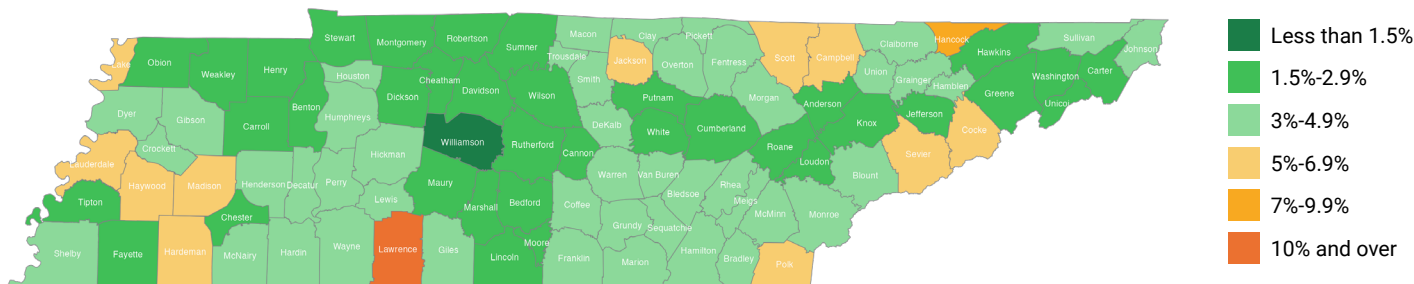 Less than 1.5%
1.5%-2.9%
3%-4.9%
5%-6.9%
7%-9.9%
10% and over
Stewart
Montgomery
Robertson
Sumner
Macon
Clay
Pickett
Scott
Campbell
Claiborne
Hancock
Hawkins
Sullivan
Johnson
Lake
Obion
Weakley
Henry
Houston
Cheatham
Davidson
Wilson
Trousdale
Smith
Jackson
Overton
Fentress
Union
Grainger
Hamblen
Washington
Carter
Dyer
Gibson
Carroll
Benton
Humphreys
Dickson
Putnam
Morgan
Anderson
Jefferson
Greene
Unicoi
Crockett
Hickman
Williamson
Rutherford
Cannon
DeKalb
White
Cumberland
Roane
Knox
Loudon
Sevier
Cocke
Lauderdale
Haywood
Madison
Henderson
Decatur
Perry
Lewis
Maury
Warren
Van Buren
Bledsoe
Rhea
Meigs
Blount
Tipton
Chester
Marshall
Bedford
Coffee
Grundy
Sequatchie
McMinn
Monroe
Shelby
Fayette
Hardeman
McNairy
Hardin
Wayne
Lawrence
Giles
Moore
Lincoln
Franklin
Marion
Hamilton
Bradley
Polk